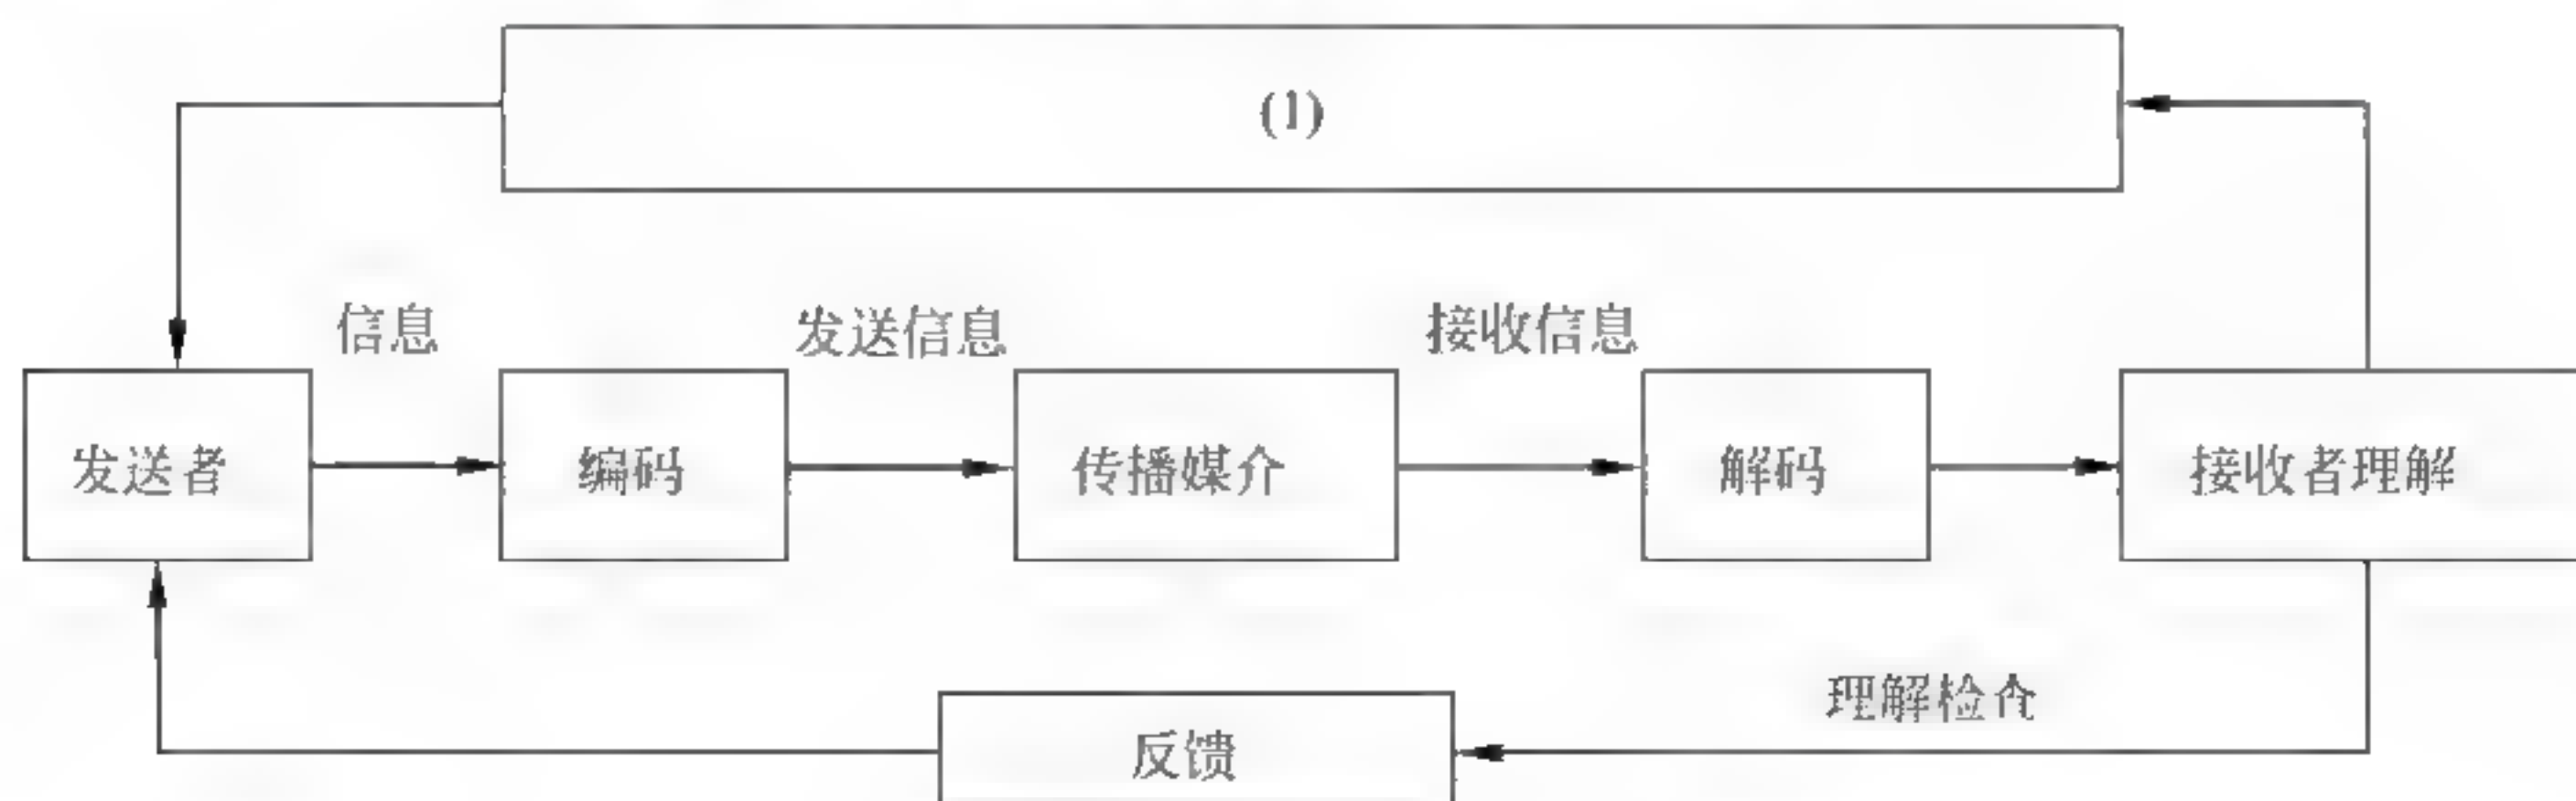 (1)
信息
发送信息
接收信息
发送者
编码
传播媒介
解码
接收者理解
理解检
反馈